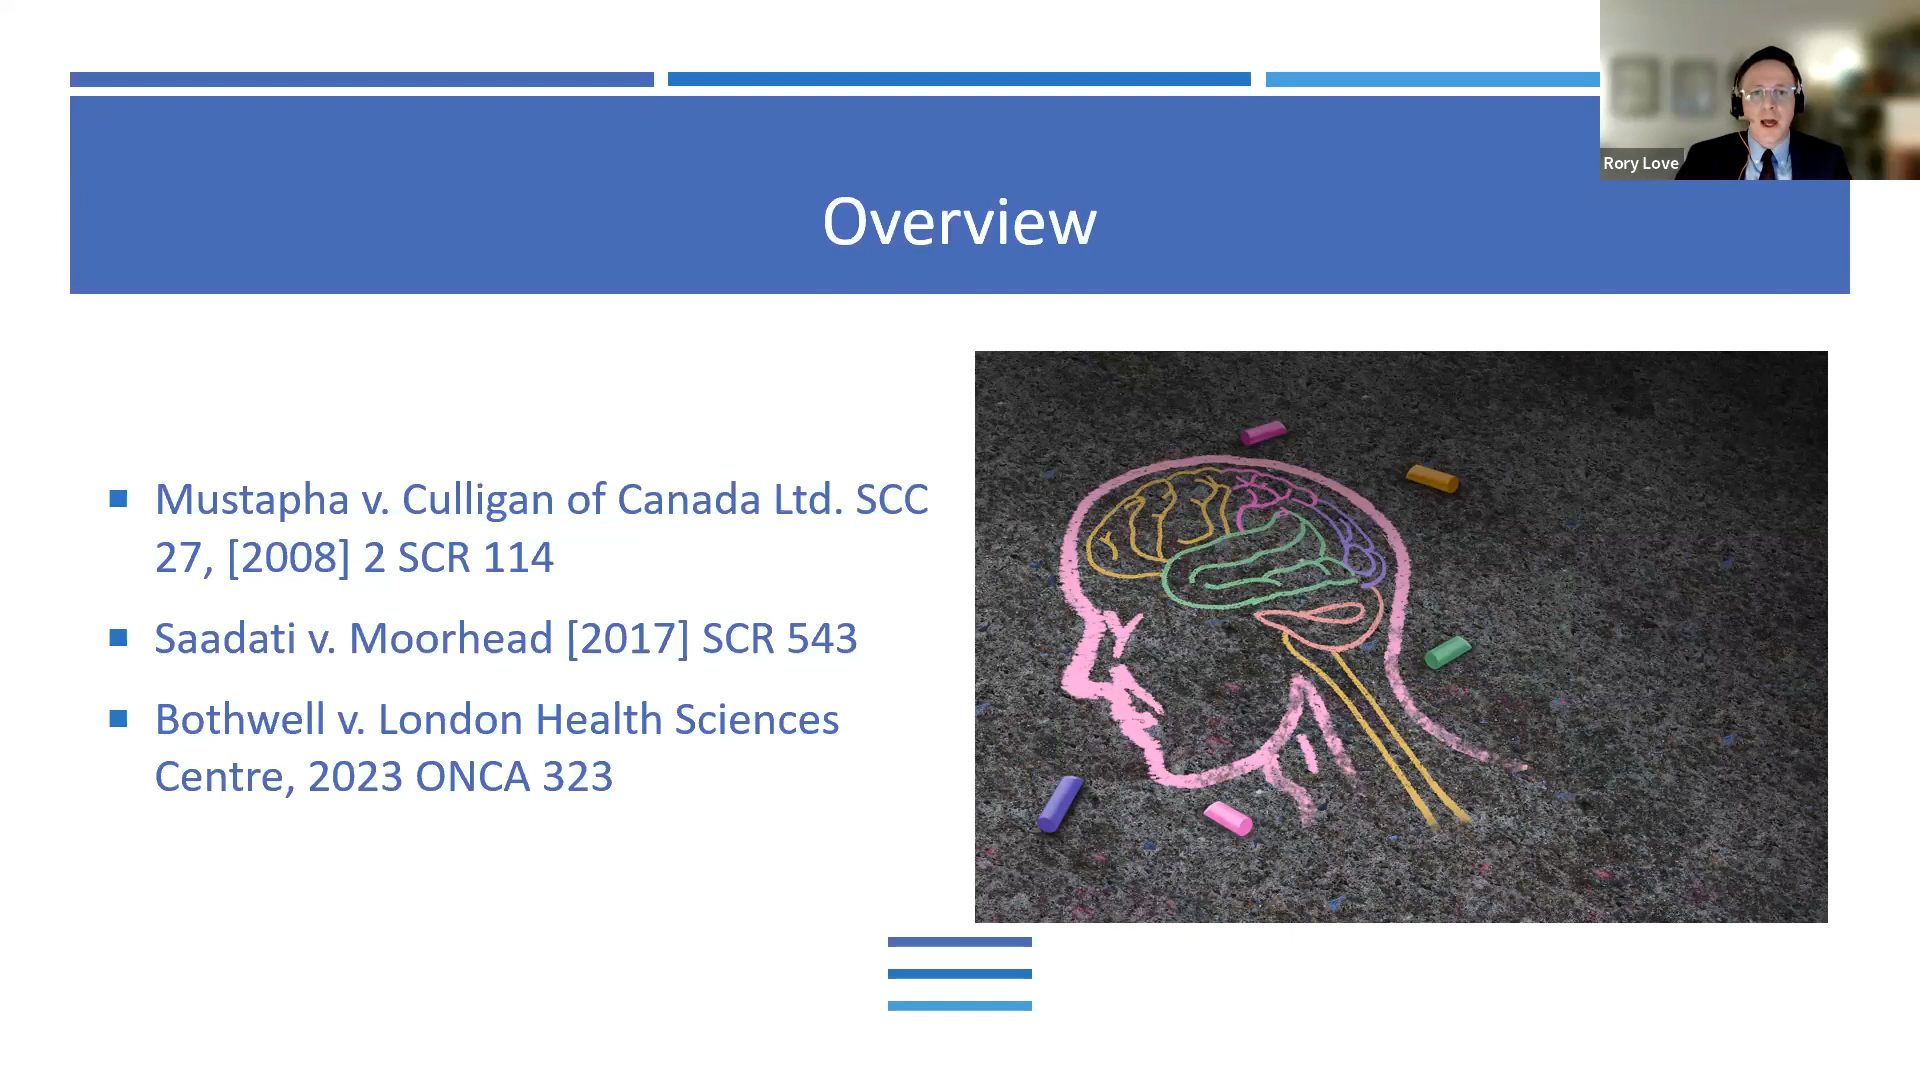 Rory Love
Overview
Mustapha v. Culligan of Canada Ltd. SCC
27, [2008] 2 SCR 114
Saadati v. Moorhead [2017] SCR 543
Bothwell v. London Health Sciences
Centre, 2023 ONCA 323